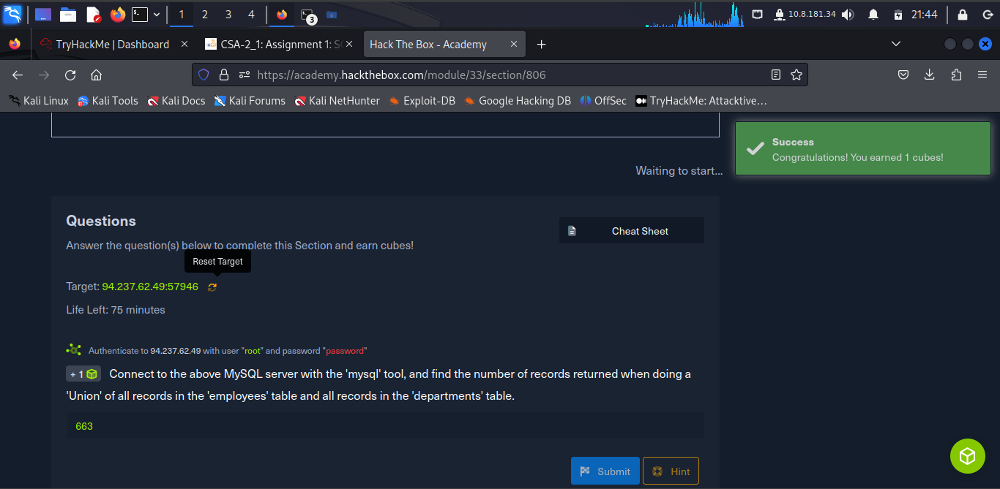 1 2 3 4 3 10.8.181.34 21:44
TryHackMe | Dashboard CSA-2_1: Assignment 1: Hack The Box - Academy
https://academy.hackthebox.com/module/33/section/806
Kali Linux Kali Tools Kali Docs Kali Forums Kali NetHunter Exploit-DB Google Hacking DB OffSec TryHackMe: Attacktive…
Success
Congratulations! You earned 1 cubes!
Waiting to start...
Questions
Cheat Sheet
Answer the question(s) below to complete this Section and earn cubes!
Reset Target
Target: 94.237.62.49:57946
Life Left: 75 minutes
Authenticate to 94.237.62.49 with user "root" and password "password"
+ 1 Connect to the above MySQL server with the 'mysql' tool, and find the number of records returned when doing a
'Union' of all records in the 'employees' table and all records in the 'departments' table.
663
Submit Hint